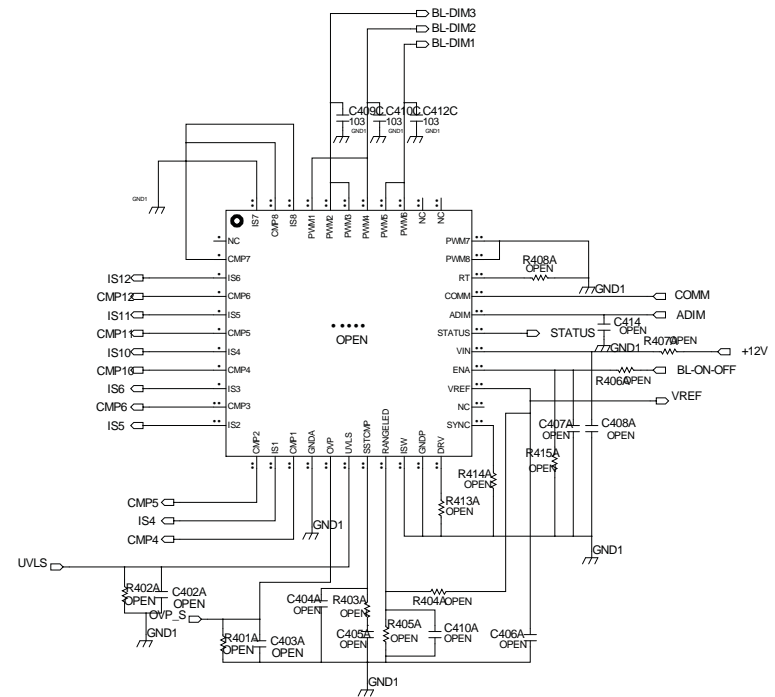 BL-DIM3
BL-DIM2
BL-DIM1
C409C
103
GND1
C410C
103
GND1
C412C
103
GND1
GND1
IS7
CMP8
IS8
PWM1
PWM2
PWM3
PWM4
PWM5
PWM6
NC
NC
NC
CMP7
IS12
IS6
CMP12
CMP6
IS11
IS5
CMP11
CMP5
IS10
IS4
CMP10
CMP4
IS6
IS3
CMP6
CMP3
IS5
IS2
OPEN
PWM7
PWM8
RT
R408A
OPEN
GND1
COMM
COMM
ADIM
ADIM
C414
OPEN
GND1
STATUS
STATUS
VIN
R407A
OPEN
+12V
ENA
R406A
OPEN
BL-ON-OFF
VREF
VREF
NC
SYNC
C407A
OPEN
C408A
OPEN
R415A
OPEN
R414A
OPEN
CMP2
IS1
CMP1
GNDA
OVP
UVLS
SSTCMP
RANGELED
ISW
GNDP
DRV
R413A
OPEN
CMP5
IS4
CMP4
GND1
GND1
UVLS
R402A
OPEN
C402A
OPEN
GND1
OVP_S
R401A
OPEN
C403A
OPEN
C404A
OPEN
R403A
OPEN
C405A
OPEN
R405A
OPEN
R404A
OPEN
C410A
OPEN
C406A
OPEN
GND1